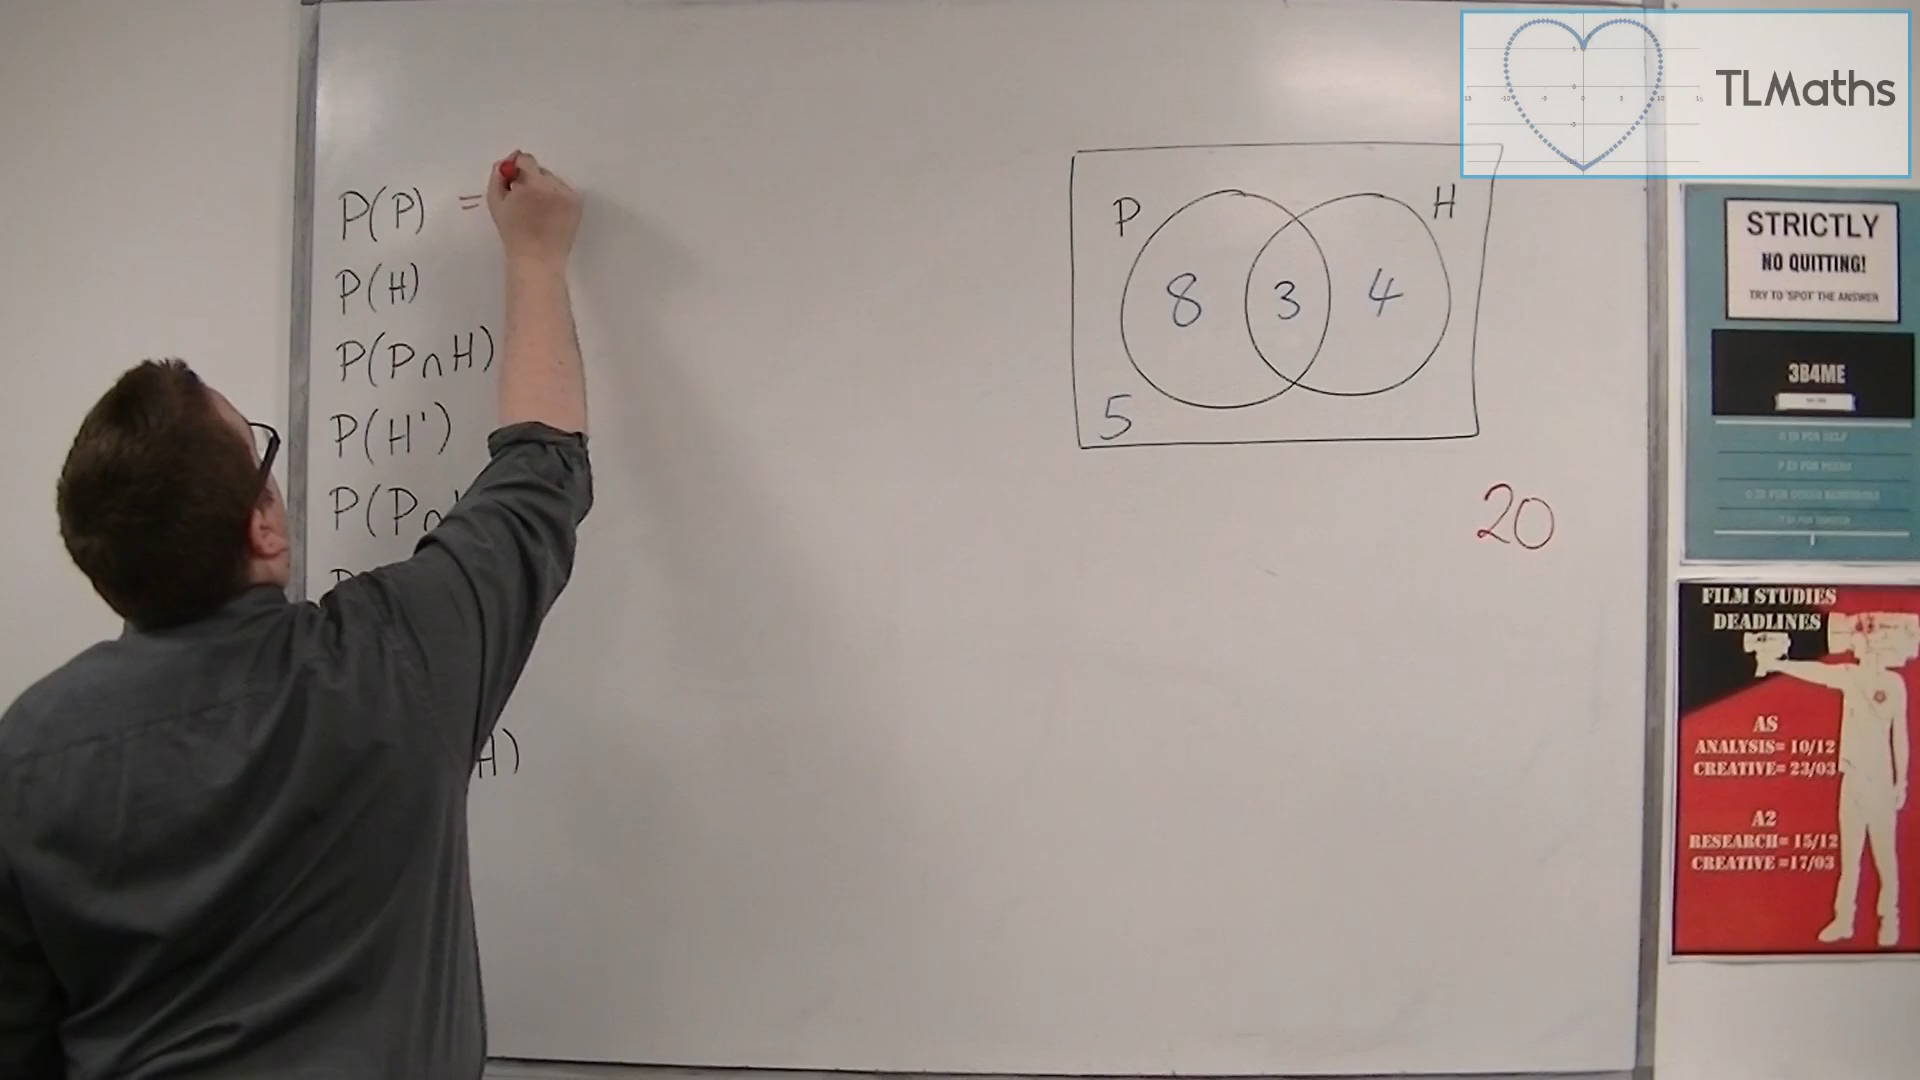 TLMaths
P(P) =
P(H)
P(P∩H)
P(H')
P(P∩
H)
P
H
8
3
4
5
20
STRICTLY
NO QUITTING!
TRY TO 'SPOT' THE ANSWER
3B4ME
FILM STUDIES
DEADLINES
AS
ANALYSIS= 10/12
CREATIVE= 23/03
A2
RESEARCH= 15/12
CREATIVE =17/03